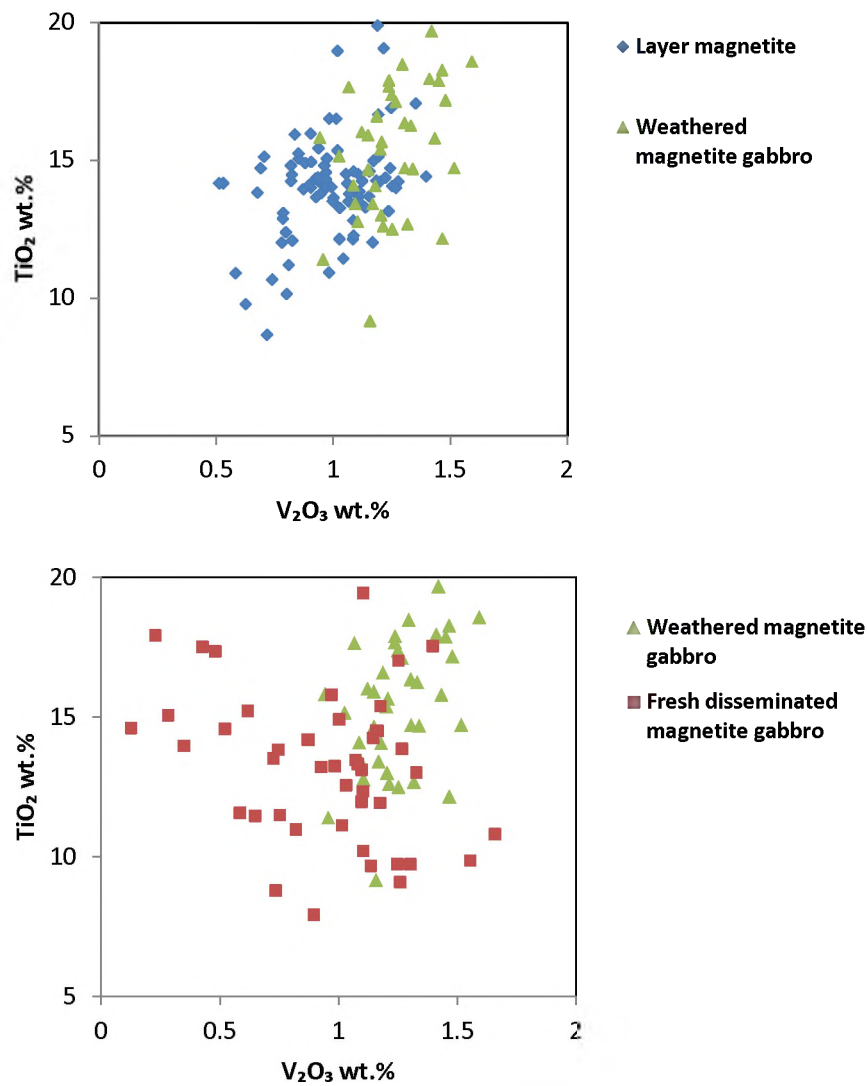 20
15
10
5
TiO₂ wt.%
0
0.5
1
1.5
2
V₂O₃ wt.%
Layer magnetite
Weathered
magnetite gabbro
20
15
10
5
TiO₂ wt.%
0
0.5
1
1.5
2
V₂O₃ wt.%
Weathered magnetite
gabbro
Fresh disseminated
magnetite gabbro